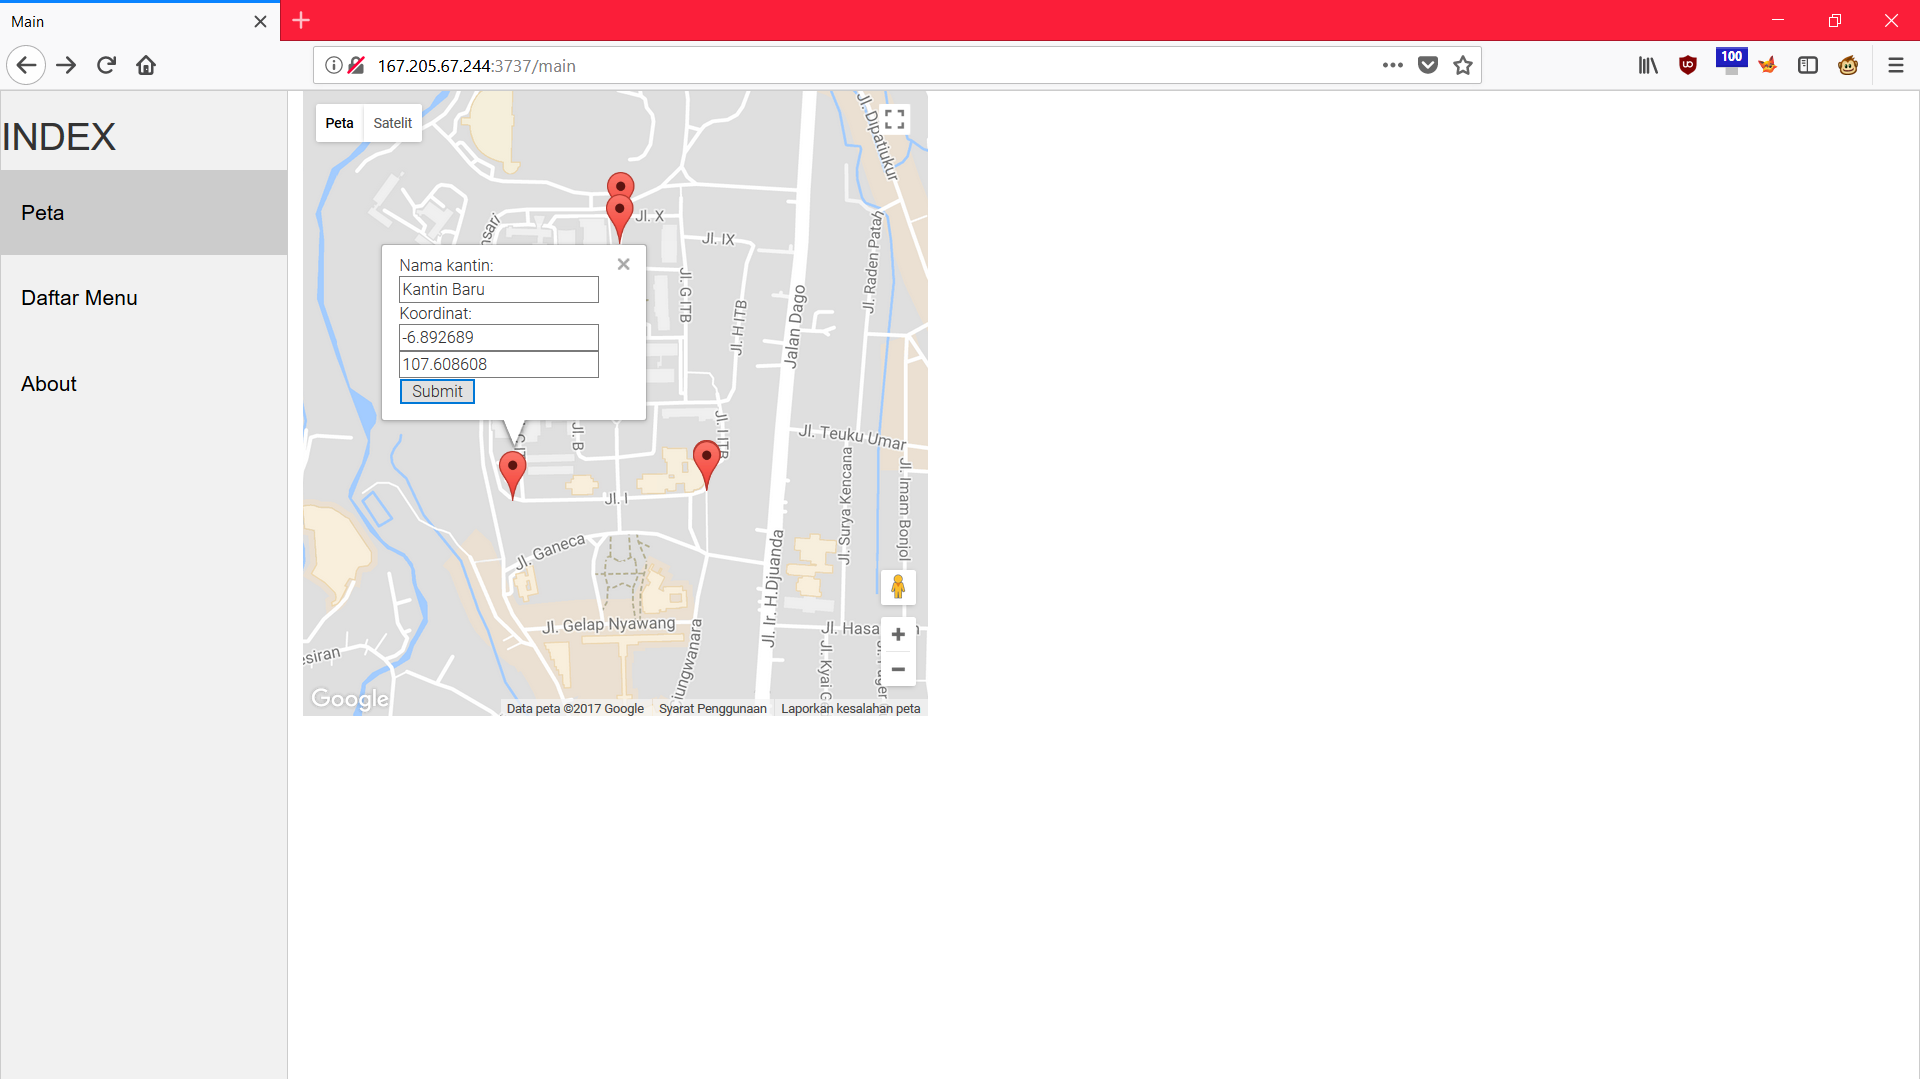 Main
167.205.67.244:3737/main
100
INDEX
Peta
Daftar Menu
About
Peta
Satelit
Jl. Dipatiukur
Jl. X
Jl. IX
nsari
Jl. Raden Patah
Jl. G ITB
Jl. H ITB
Jalan Dago
Nama kantin:
Kantin Baru
Koordinat:
-6.892689
107.608608
Submit
Jl. B
Jl. I ITB
Jl. Teuku Umar
Jl. Surya Kencana
Jl. Imam Bonjol
Jl. I
Jl. Ganeca
Jl. Ir. H.Djuanda
Jl. Gelap Nyawang
Ciungwanara
Jl. Hasa
n
Jl. Kyai G
esiran
Google
Data peta ©2017 Google
Syarat Penggunaan
Laporkan kesalahan peta